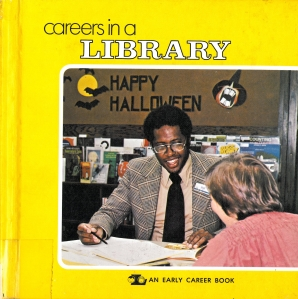 careers in a
LIBRARY
HAPPY
HALLOWEEN
AN EARLY CAREER BOOK